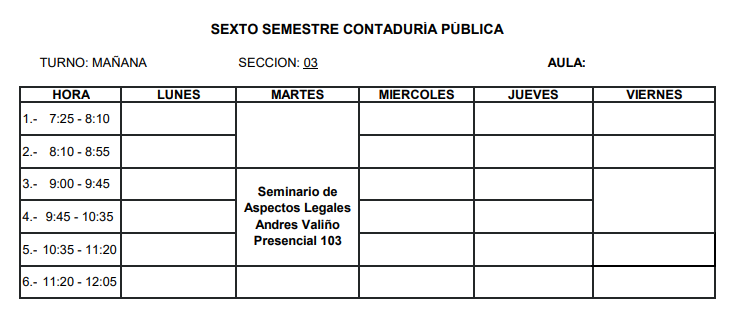 SEXTO SEMESTRE CONTADURÍA PÚBLICA
TURNO: MAÑANA SECCION: 03 AULA:
HORA LUNES MARTES MIERCOLES JUEVES VIERNES
1.- 7:25 - 8:10
2.- 8:10 - 8:55
3.- 9:00 - 9:45
Seminario de
Aspectos Legales
Andres Valiño
Presencial 103
4.- 9:45 - 10:35
5.- 10:35 - 11:20
6.- 11:20 - 12:05